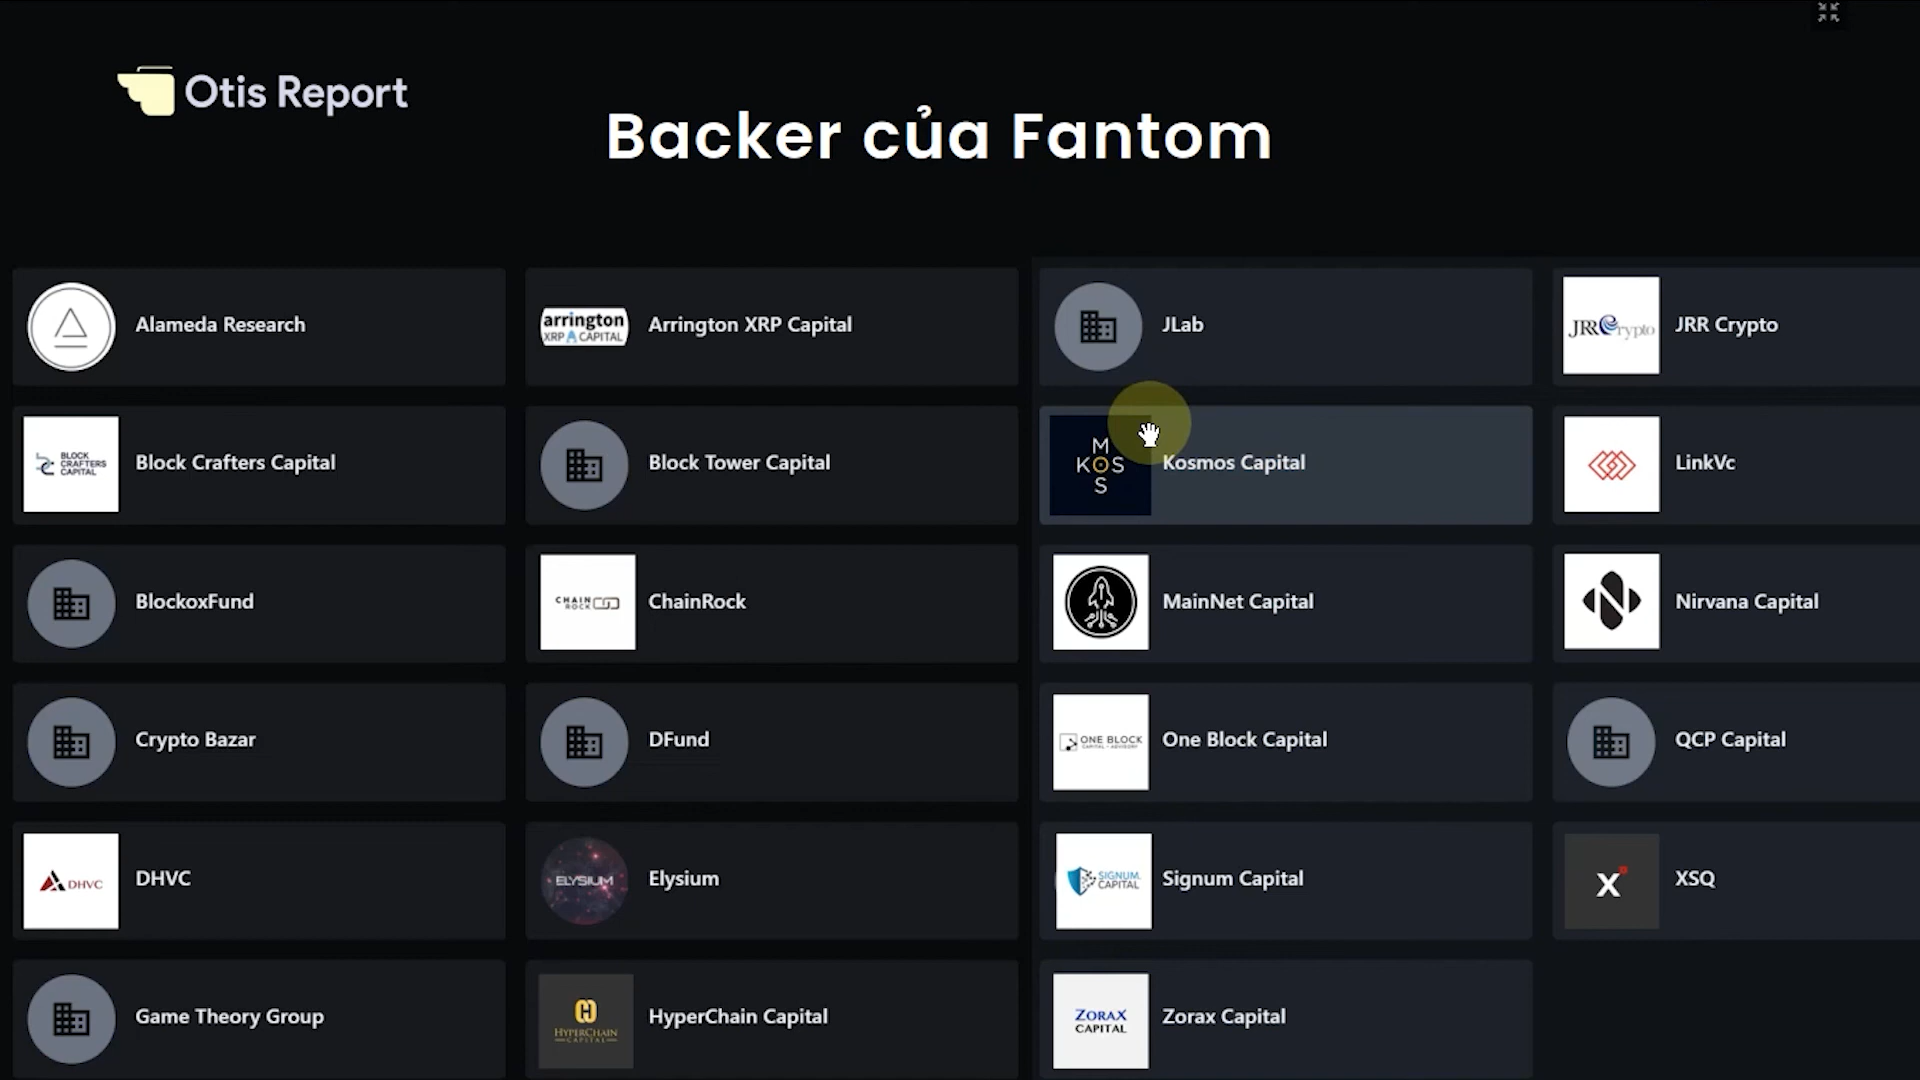 Otis Report
Backer của Fantom
Alameda Research
arrington
XRP CAPITAL
Arrington XRP Capital
JLab
JRR Crypto
JRR Crypto
BLOCK
CRAFTERS
CAPITAL
Block Crafters Capital
Block Tower Capital
M
KOS
S
Kosmos Capital
LinkVc
BlockoxFund
CHAIN
ROCK
ChainRock
MainNet Capital
N
Nirvana Capital
Crypto Bazar
DFund
ONE BLOCK
CAPITAL + ADVISORY
One Block Capital
QCP Capital
DHVC
DHVC
ELYSIUM
Elysium
SIGNUM
CAPITAL
Signum Capital
X
XSQ
Game Theory Group
HYPERCHAIN
CAPITAL
HyperChain Capital
ZORAX
CAPITAL
Zorax Capital